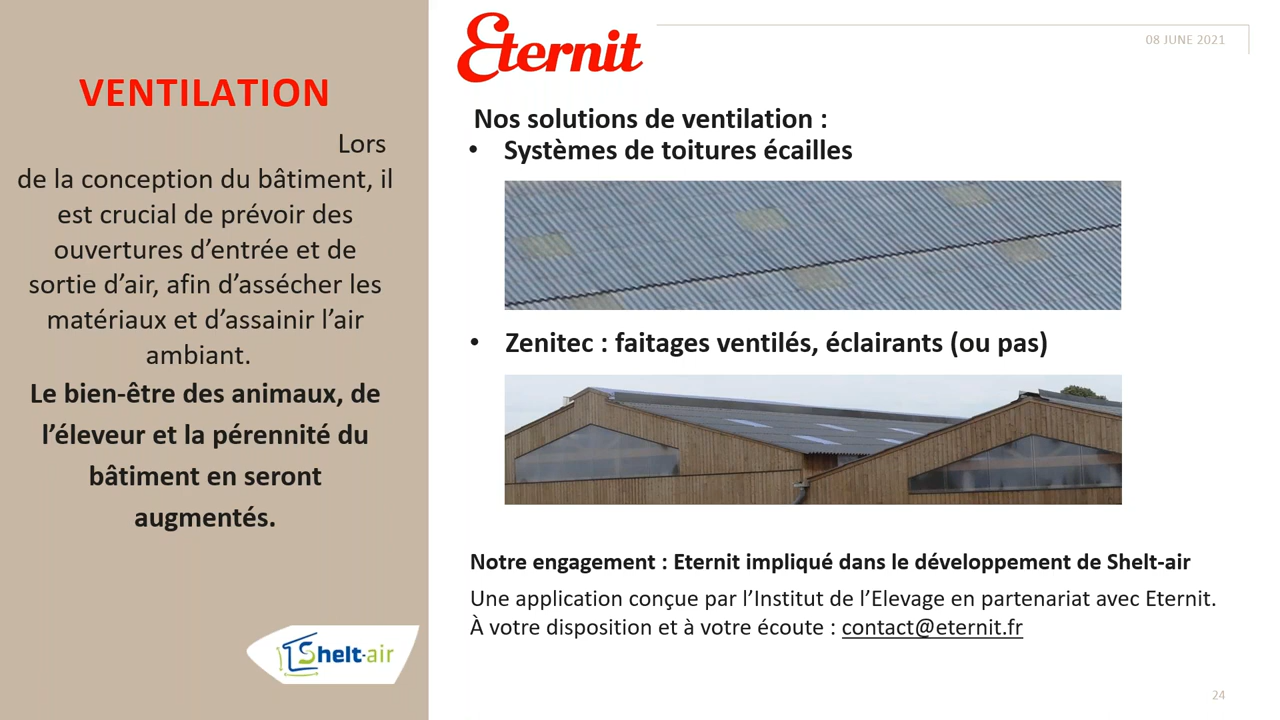 VENTILATION
Lors
de la conception du bâtiment, il
est crucial de prévoir des
ouvertures d’entrée et de
sortie d’air, afin d’assécher les
matériaux et d’assainir l’air
ambiant.
Le bien-être des animaux, de
l’éleveur et la pérennité du
bâtiment en seront
augmentés.
Shelt-air
Eternit
08 JUNE 2021
Nos solutions de ventilation :
• Systèmes de toitures écailles
• Zenitec : faitages ventilés, éclairants (ou pas)
Notre engagement : Eternit impliqué dans le développement de Shelt-air
Une application conçue par l’Institut de l’Elevage en partenariat avec Eternit.
À votre disposition et à votre écoute : contact@eternit.fr
24